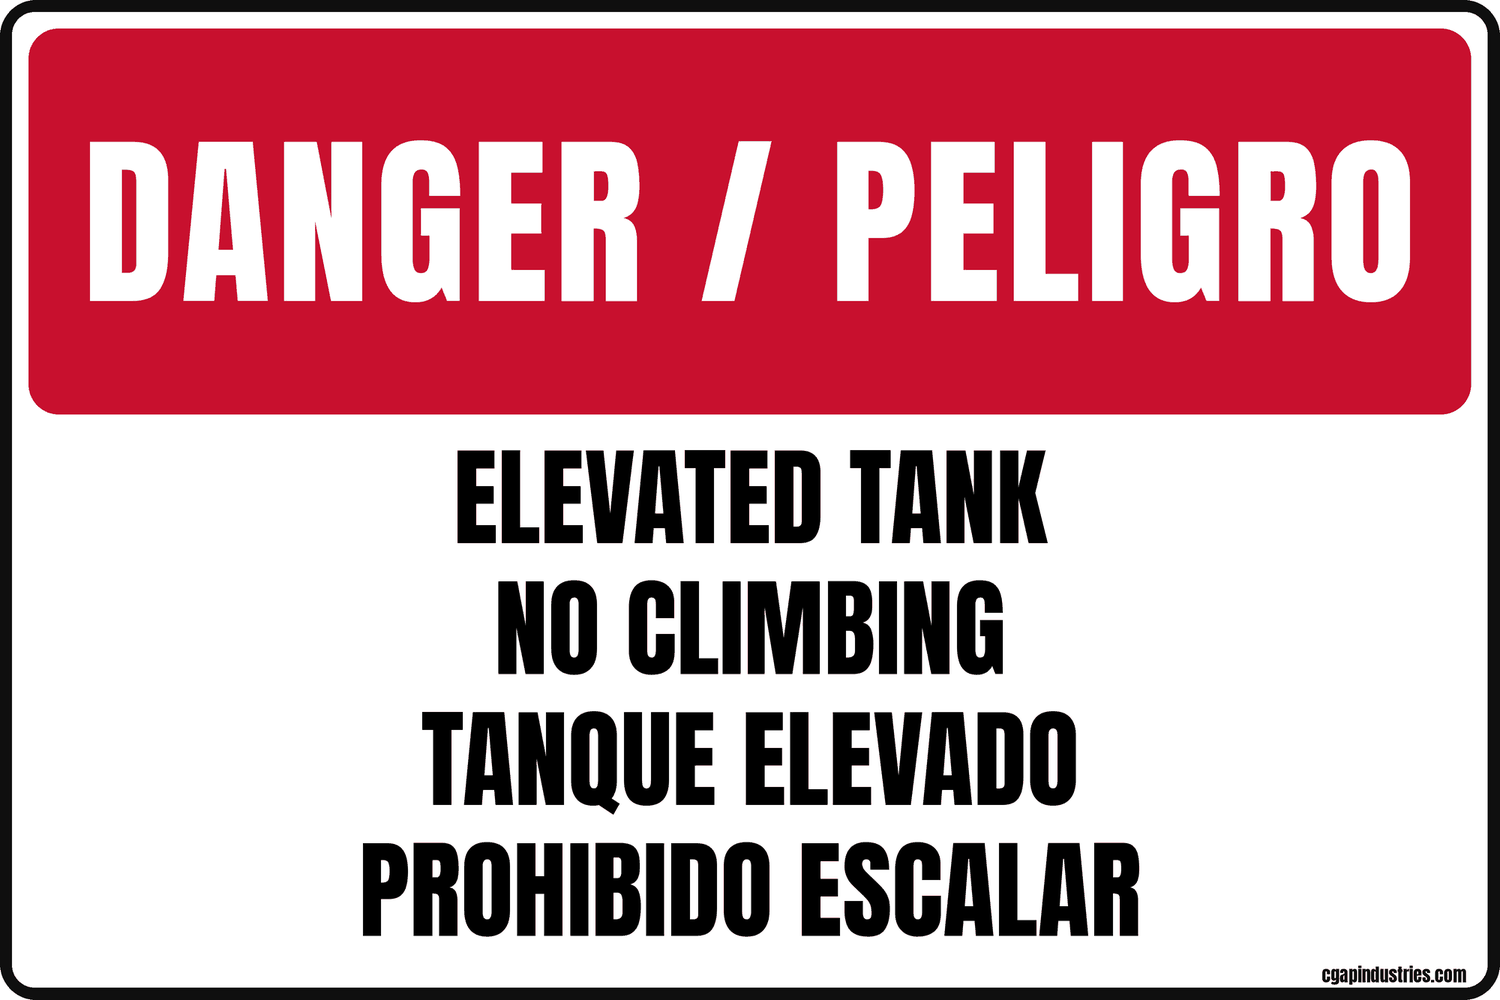 DANGER / PELIGRO
ELEVATED TANK
NO CLIMBING
TANQUE ELEVADO
PROHIBIDO ESCALAR
cgapindustries.com